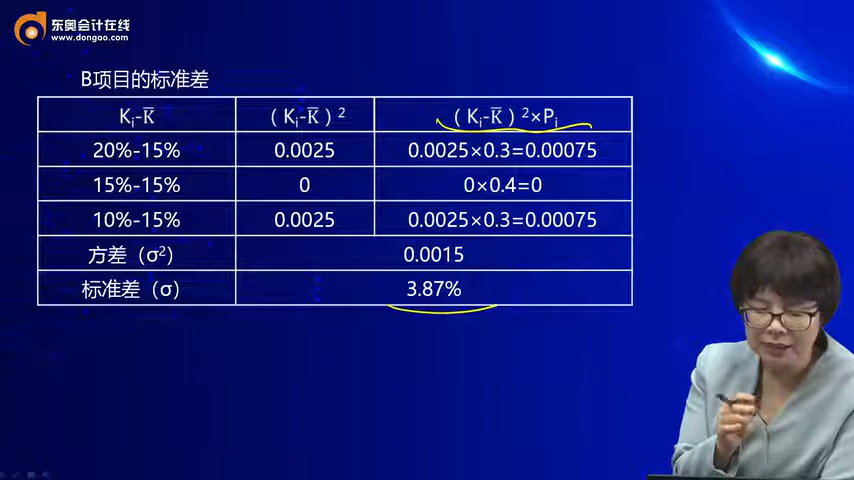 东奥会计在线
www.dongao.com
B项目的标准差
Kᵢ-K̅ (Kᵢ-K̅)² (Kᵢ-K̅)²×Pᵢ
20%-15% 0.0025 0.0025×0.3=0.00075
15%-15% 0 0×0.4=0
10%-15% 0.0025 0.0025×0.3=0.00075
方差（σ²） 0.0015
标准差（σ） 3.87%